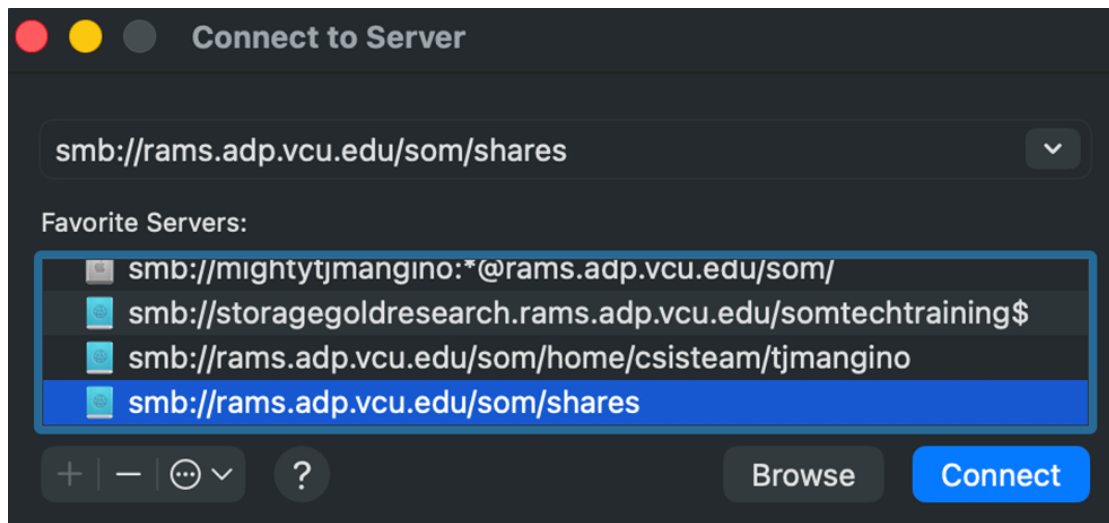 Connect to Server
smb://rams.adp.vcu.edu/som/shares
Favorite Servers:
smb://mightytjmangino:*@rams.adp.vcu.edu/som/
smb://storagegoldresearch.rams.adp.vcu.edu/somtechtraining$
smb://rams.adp.vcu.edu/som/home/csisteam/tjmangino
smb://rams.adp.vcu.edu/som/shares
? Browse Connect